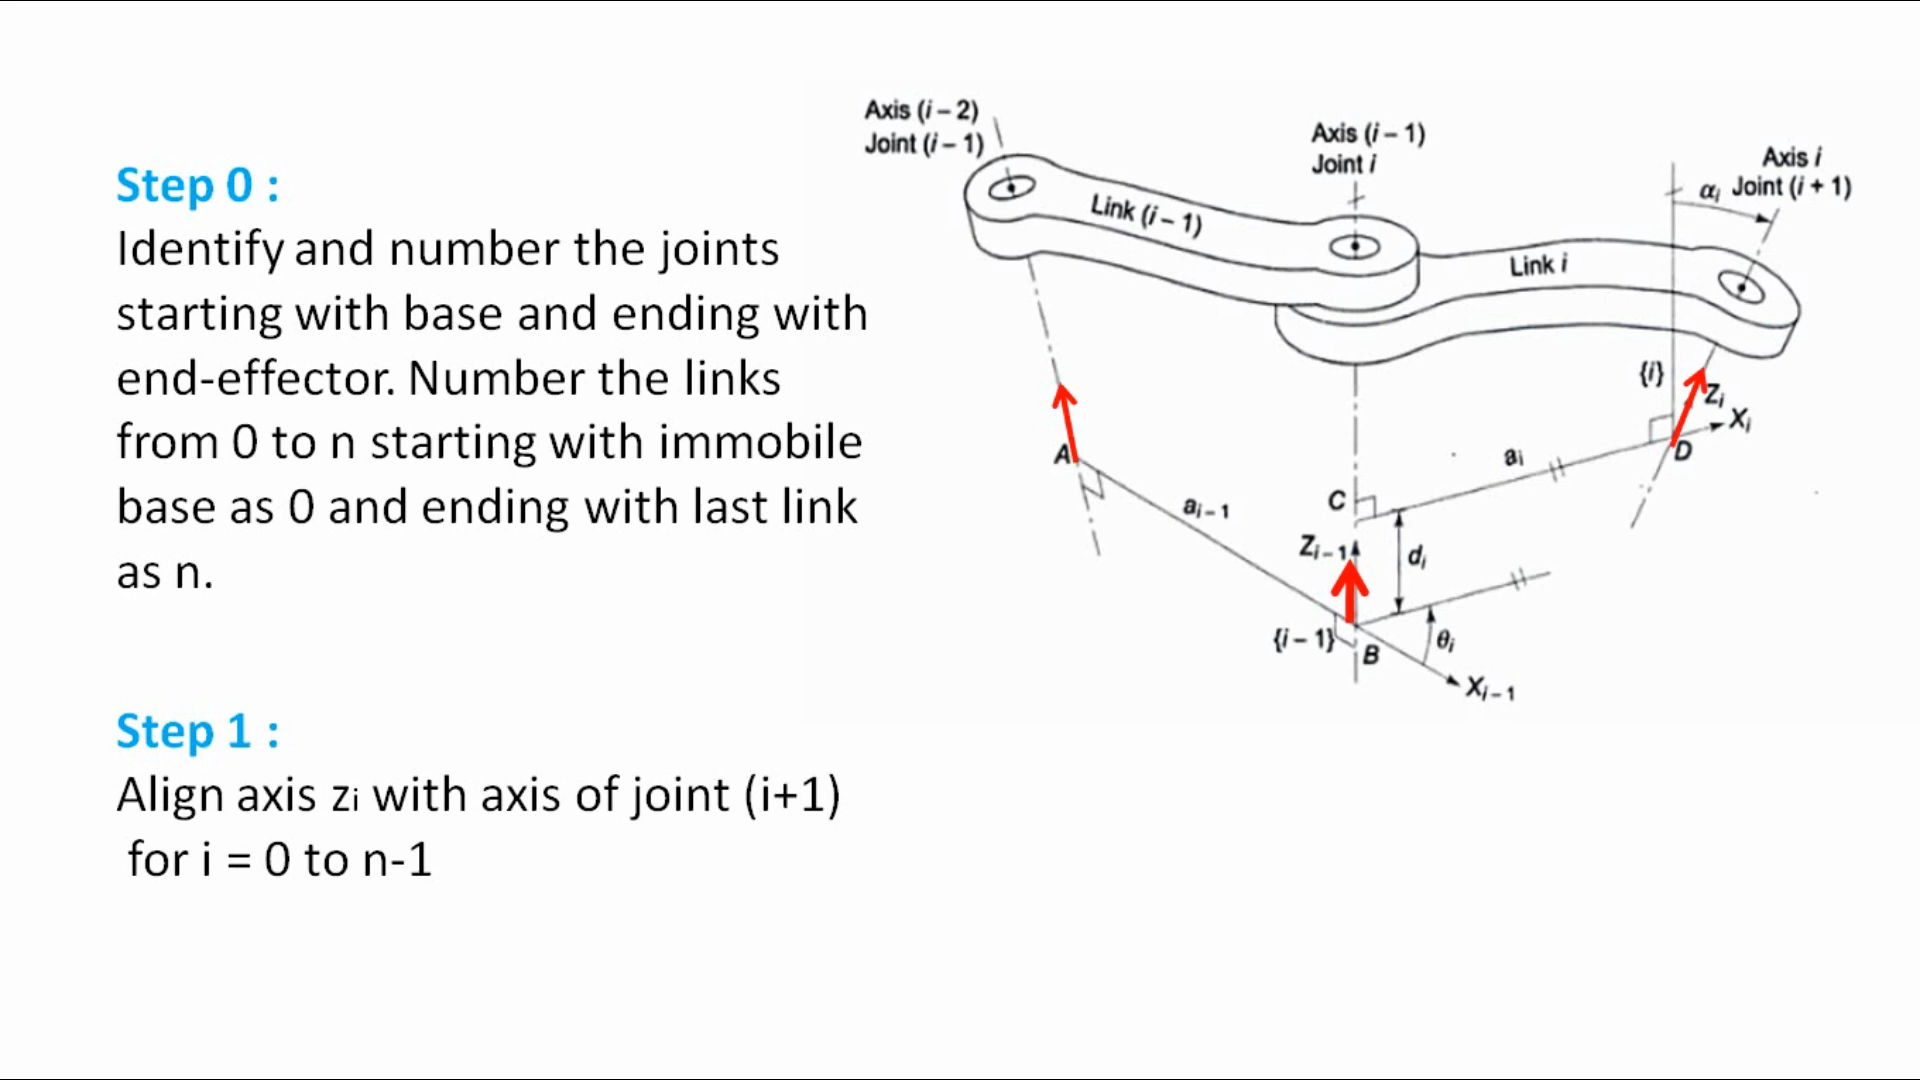 Step 0 :
Identify and number the joints
starting with base and ending with
end-effector. Number the links
from 0 to n starting with immobile
base as 0 and ending with last link
as n.
Step 1 :
Align axis zi with axis of joint (i+1)
for i = 0 to n-1
Axis (i – 2)
Joint (i – 1)
Axis (i – 1)
Joint i
Axis i
αi Joint (i + 1)
Link (i – 1)
Link i
{i}
Zi
Xi
A
D
ai
ai – 1
C
Zi – 1
di
{i – 1}
B
θi
Xi – 1